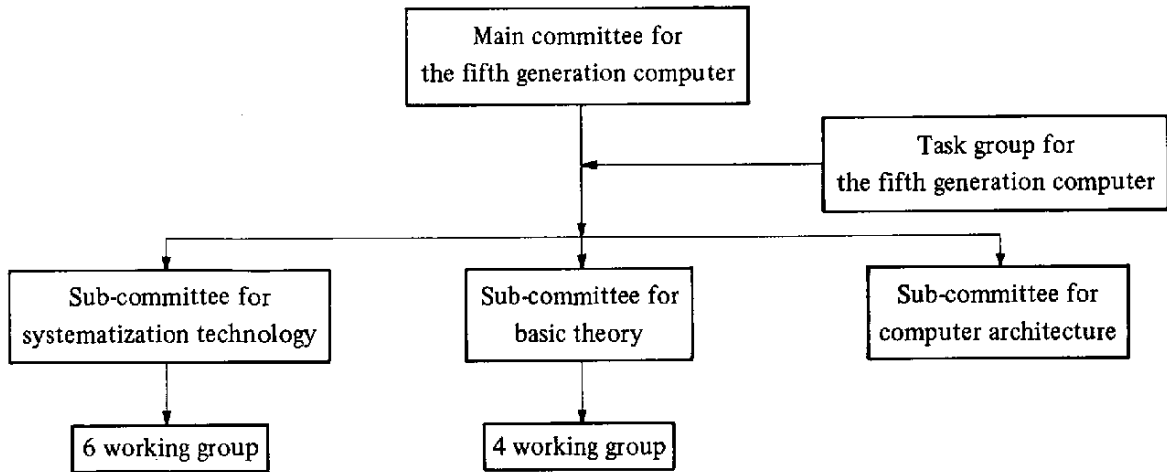 Main committee for
the fifth generation computer
Task group for
the fifth generation computer
Sub-committee for
systematization technology
Sub-committee for
basic theory
Sub-committee for
computer architecture
6 working group
4 working group